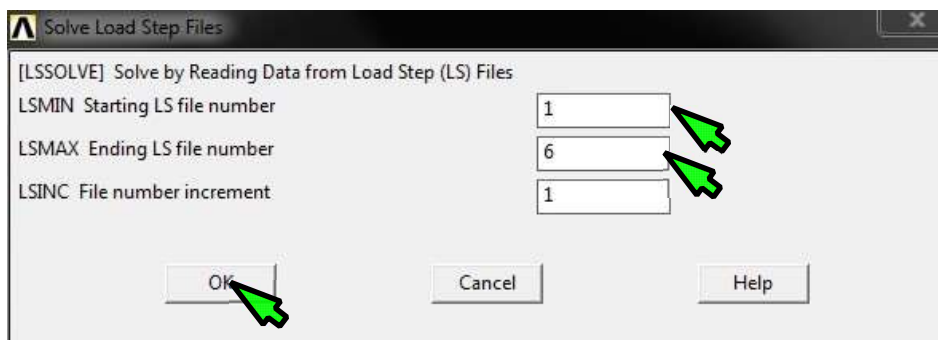 Solve Load Step Files
[LSSOLVE] Solve by Reading Data from Load Step (LS) Files
LSMIN Starting LS file number 1
LSMAX Ending LS file number 6
LSINC File number increment 1
OK Cancel Help